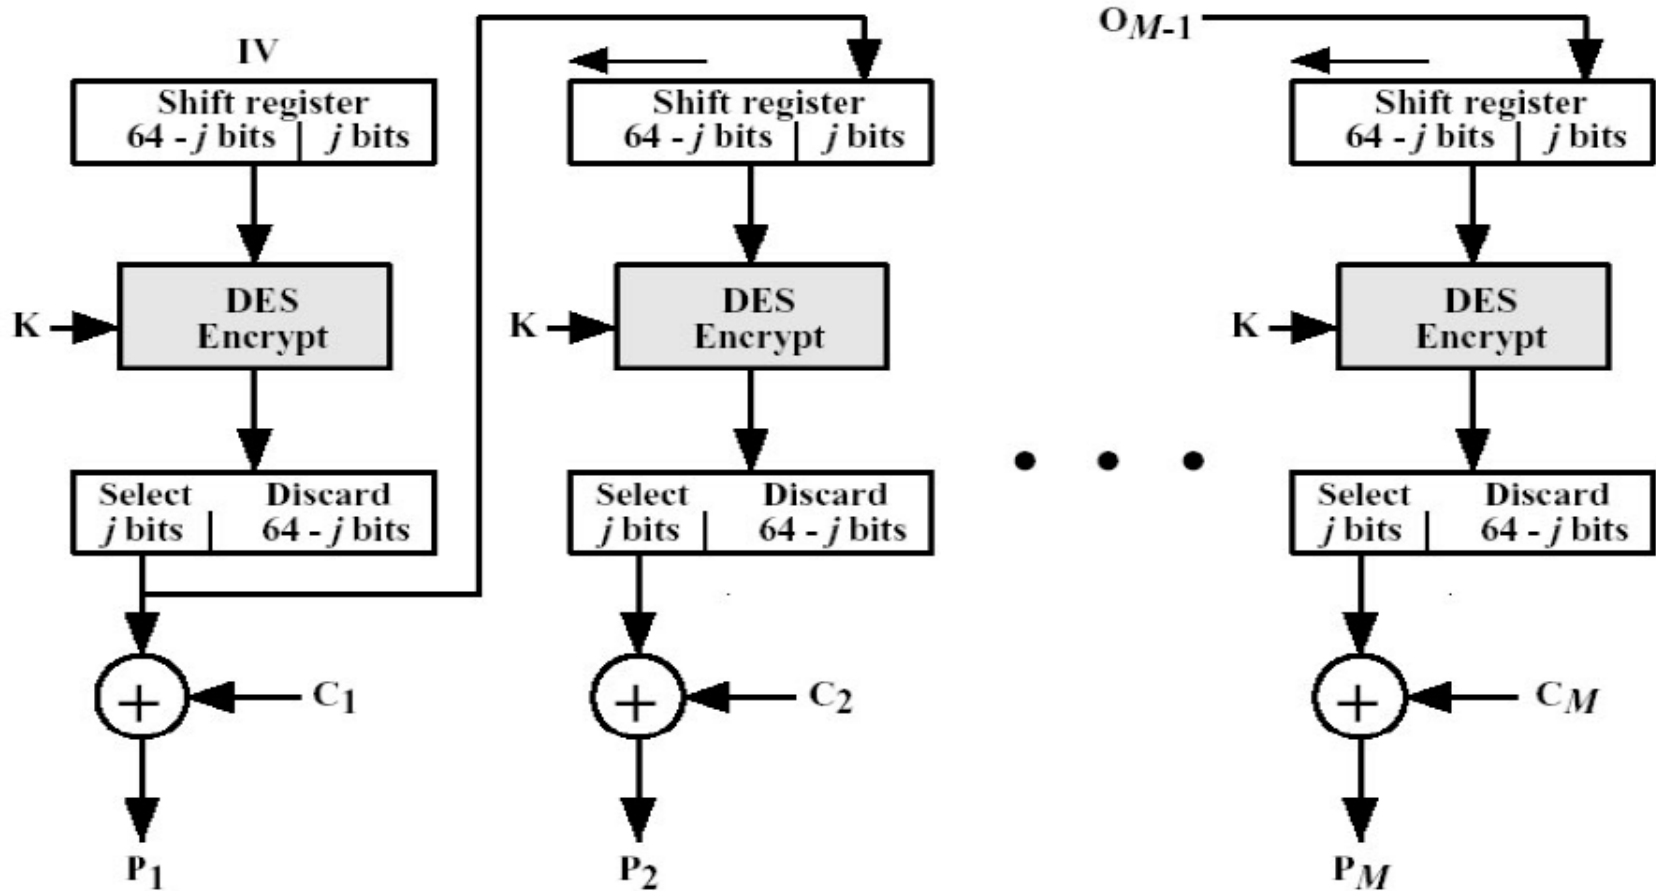 IV
Shift register
64 - j bits | j bits
K
DES
Encrypt
Select Discard
j bits | 64 - j bits
+
C1
P1
Shift register
64 - j bits | j bits
K
DES
Encrypt
Select Discard
j bits | 64 - j bits
+
C2
P2
• • •
OM-1
Shift register
64 - j bits | j bits
K
DES
Encrypt
Select Discard
j bits | 64 - j bits
+
CM
PM